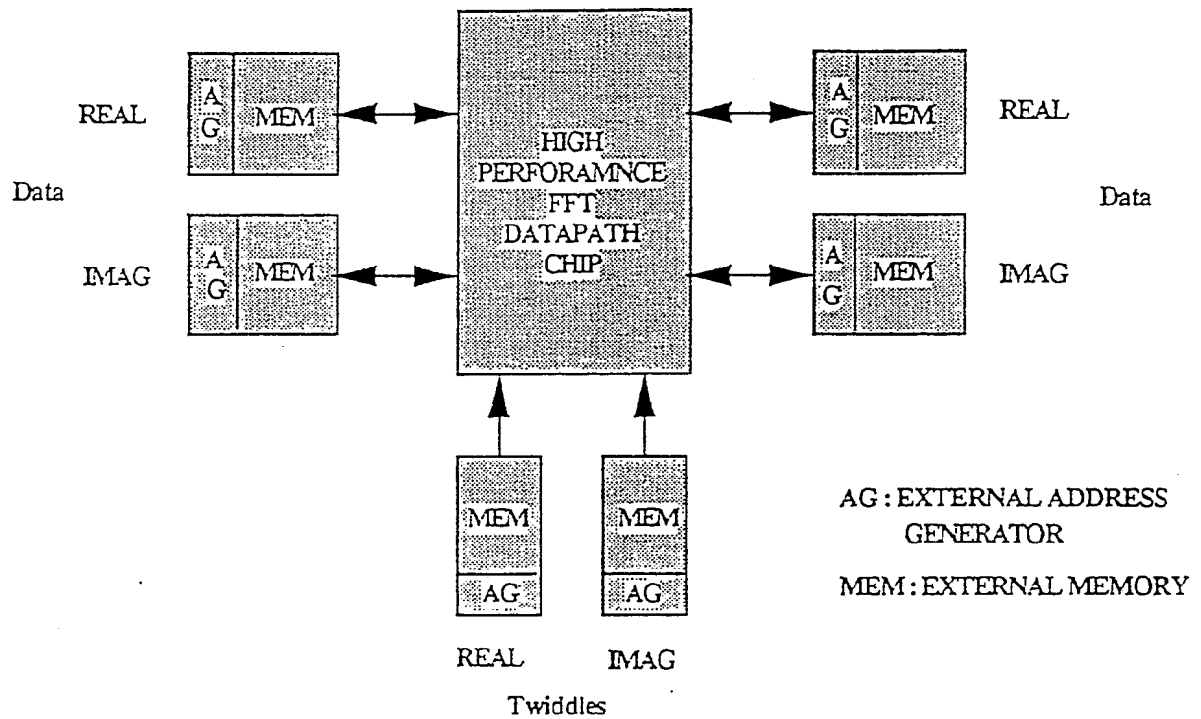 REAL
A
G
MEM
HIGH
PERFORAMNCE
FFT
DATAPATH
CHIP
A
G
MEM
REAL
Data
Data
IMAG
A
G
MEM
A
G
MEM
IMAG
MEM
AG
MEM
AG
REAL
IMAG
Twiddles
AG : EXTERNAL ADDRESS
GENERATOR
MEM : EXTERNAL MEMORY